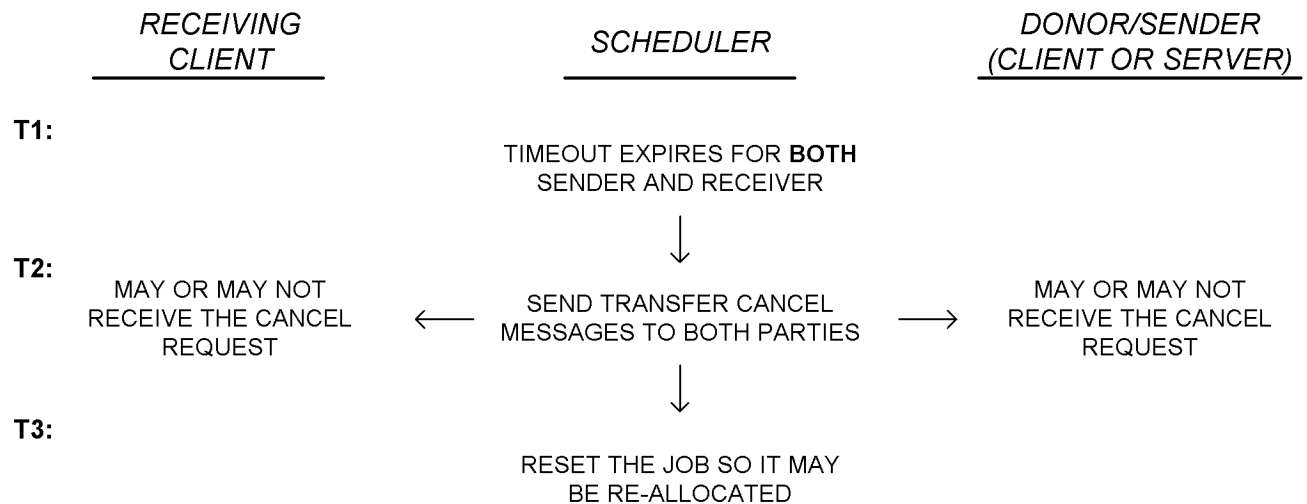 RECEIVING
CLIENT
SCHEDULER
DONOR/SENDER
(CLIENT OR SERVER)
T1:
TIMEOUT EXPIRES FOR BOTH
SENDER AND RECEIVER
T2:
MAY OR MAY NOT
RECEIVE THE CANCEL
REQUEST
SEND TRANSFER CANCEL
MESSAGES TO BOTH PARTIES
MAY OR MAY NOT
RECEIVE THE CANCEL
REQUEST
T3:
RESET THE JOB SO IT MAY
BE RE-ALLOCATED